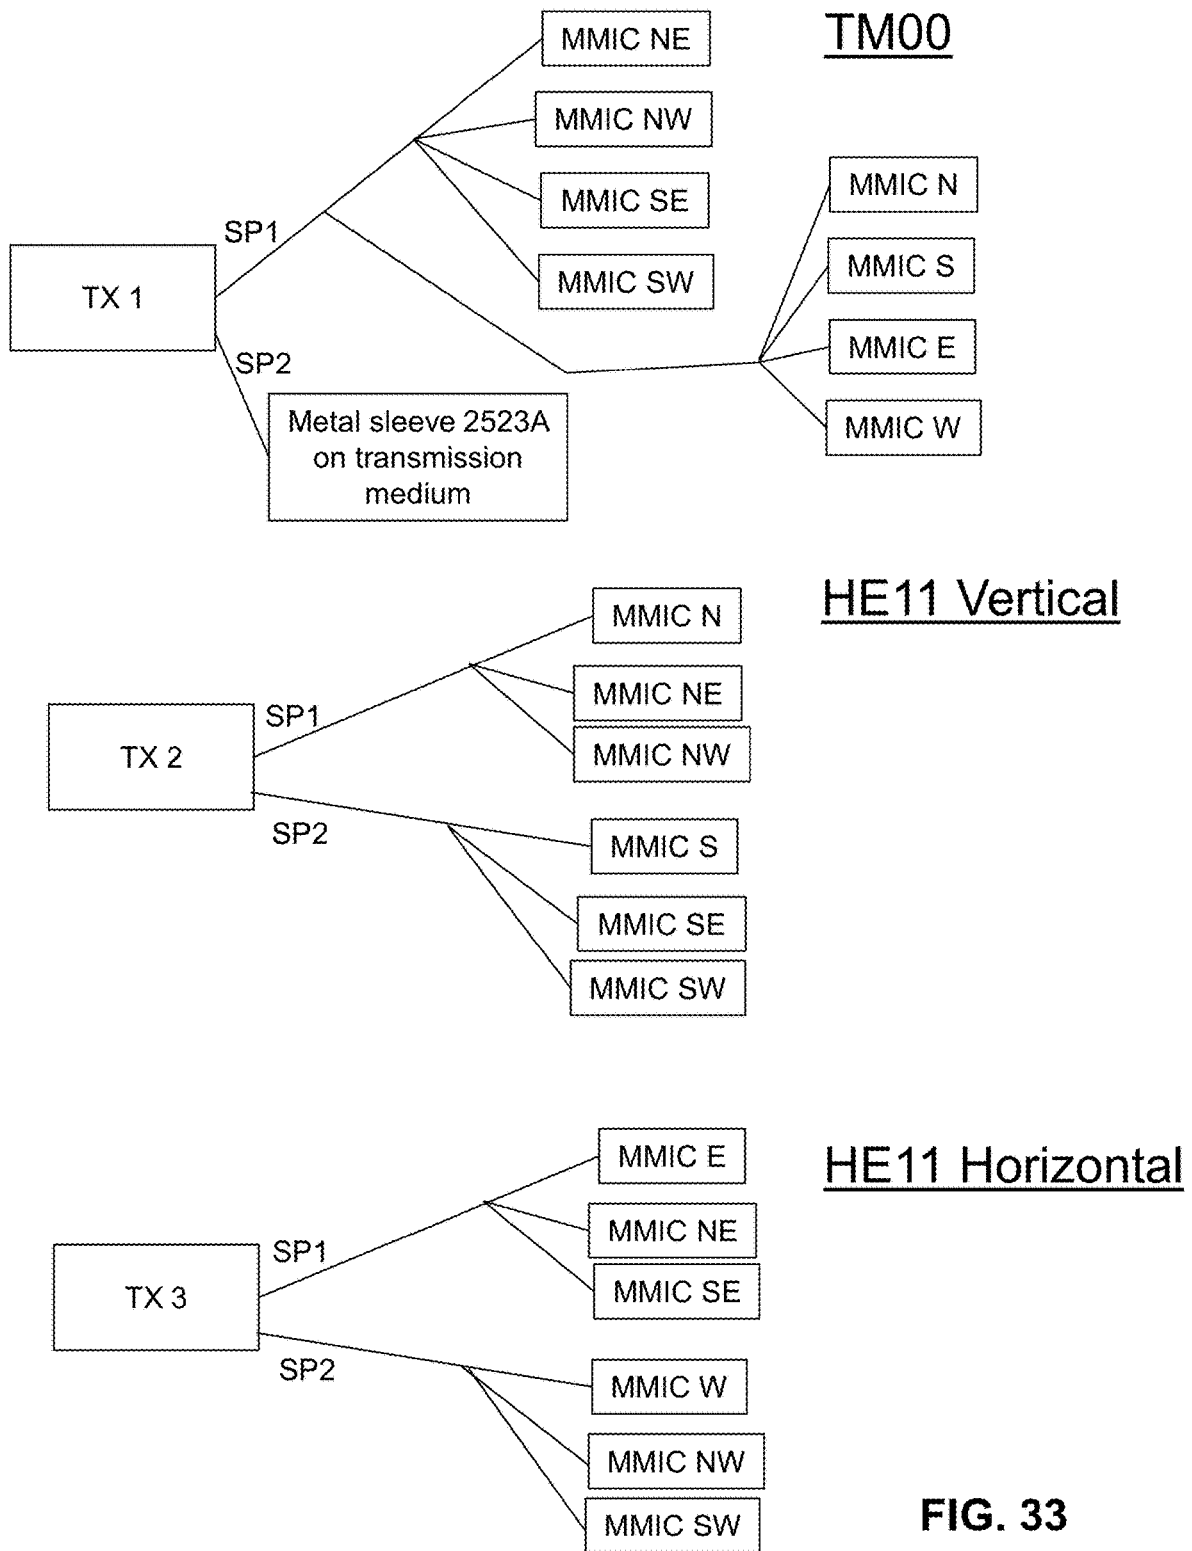 TM00
MMIC NE
MMIC NW
MMIC SE
MMIC SW
MMIC N
MMIC S
MMIC E
MMIC W
SP1
TX 1
SP2
Metal sleeve 2523A
on transmission
medium
HE11 Vertical
MMIC N
MMIC NE
MMIC NW
SP1
TX 2
SP2
MMIC S
MMIC SE
MMIC SW
HE11 Horizontal
MMIC E
MMIC NE
MMIC SE
SP1
TX 3
SP2
MMIC W
MMIC NW
MMIC SW
FIG. 33